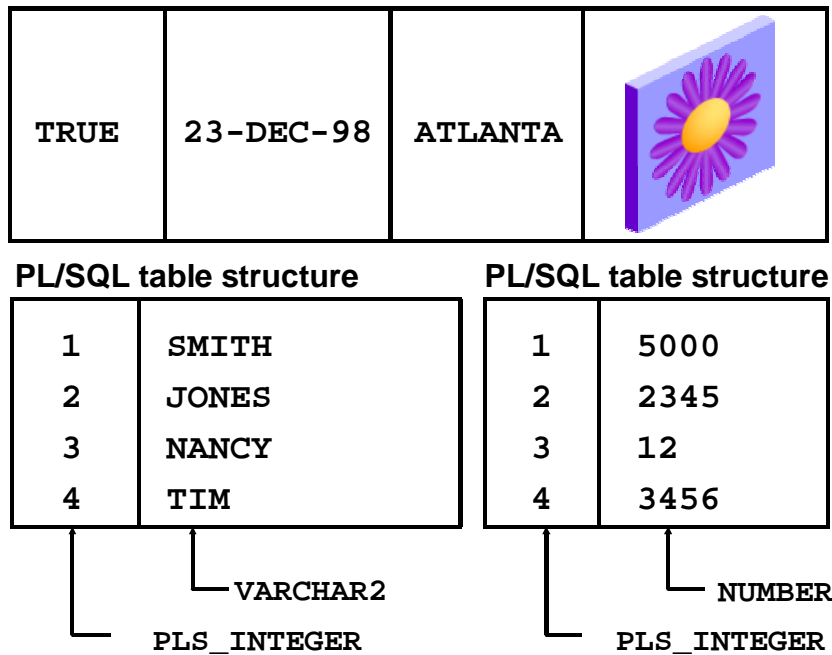 TRUE 23-DEC-98 ATLANTA
PL/SQL table structure PL/SQL table structure
1 SMITH 1 5000
2 JONES 2 2345
3 NANCY 3 12
4 TIM 4 3456
VARCHAR2 NUMBER
PLS_INTEGER PLS_INTEGER